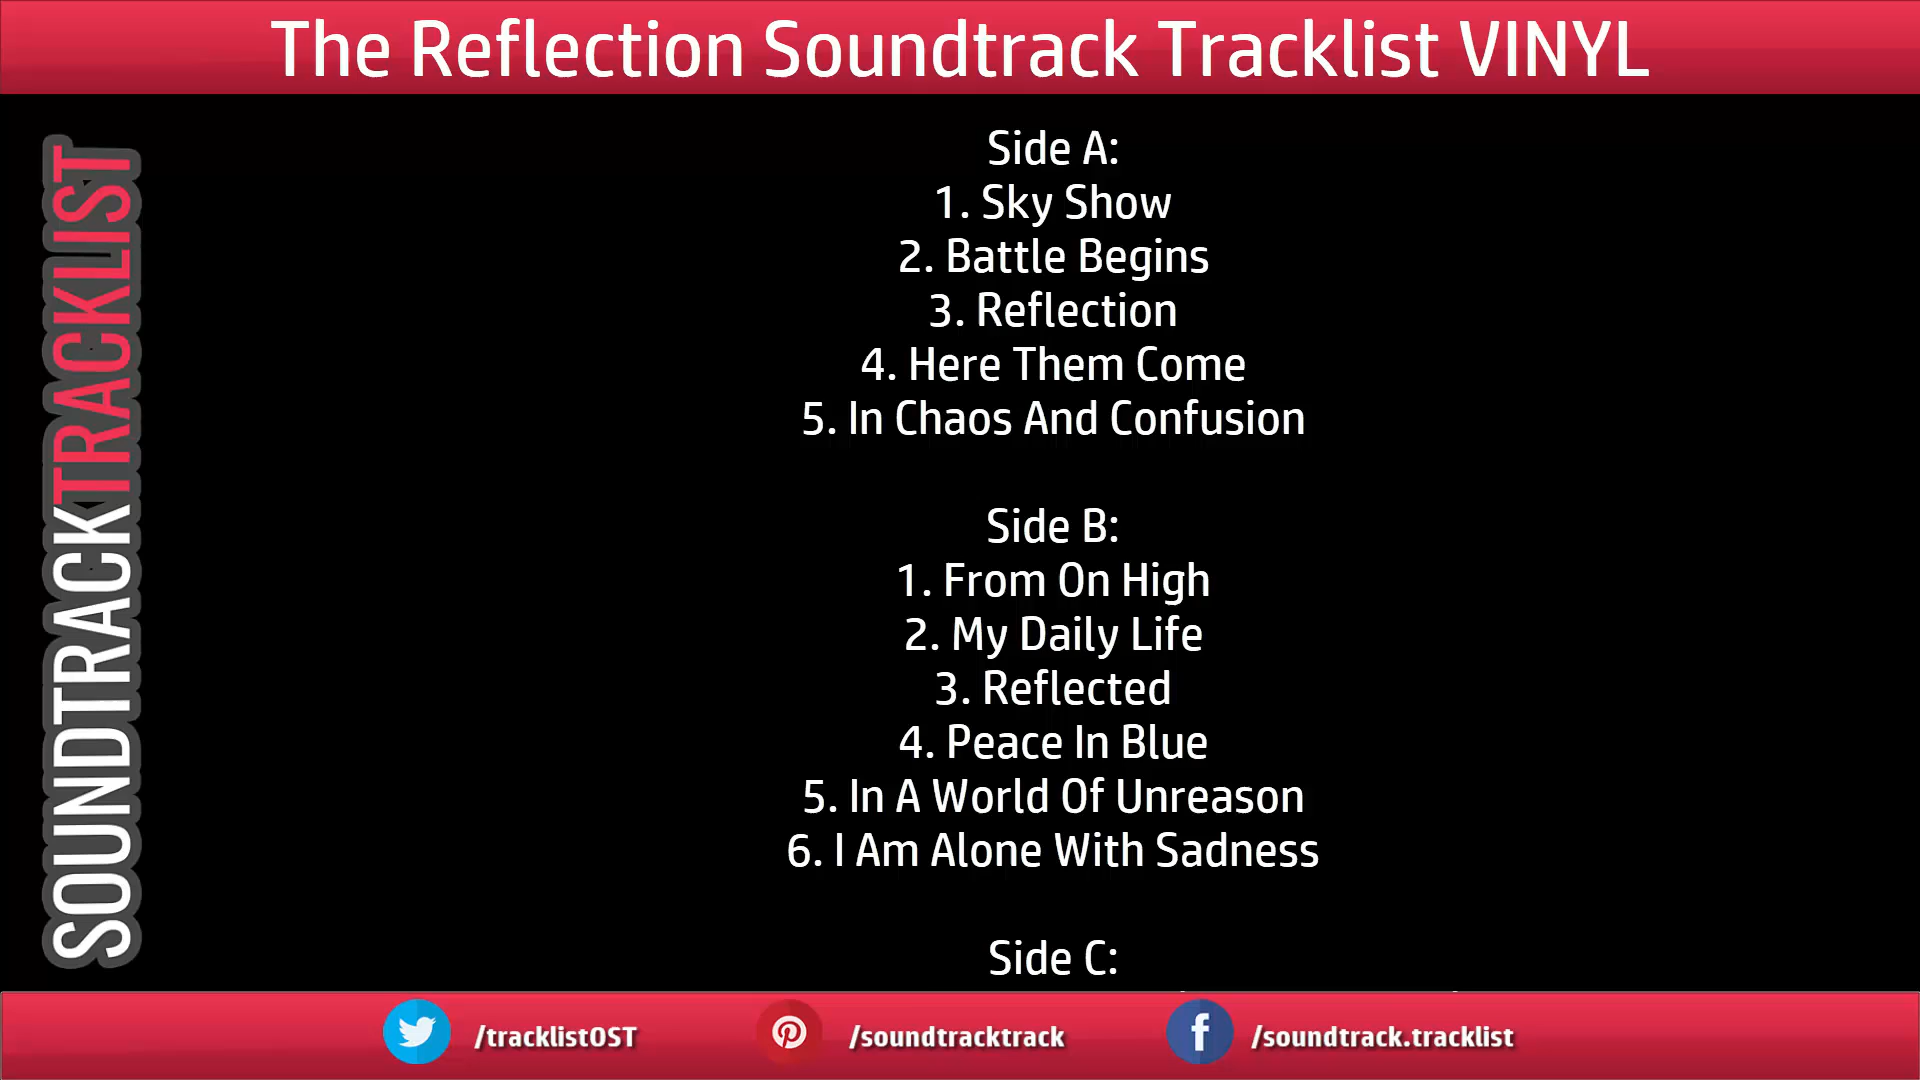 The Reflection Soundtrack Tracklist VINYL
SOUNDTRACKTRACKLIST
Side A:
1. Sky Show
2. Battle Begins
3. Reflection
4. Here Them Come
5. In Chaos And Confusion
Side B:
1. From On High
2. My Daily Life
3. Reflected
4. Peace In Blue
5. In A World Of Unreason
6. I Am Alone With Sadness
Side C:
/tracklistOST
/soundtracktrack
/soundtrack.tracklist